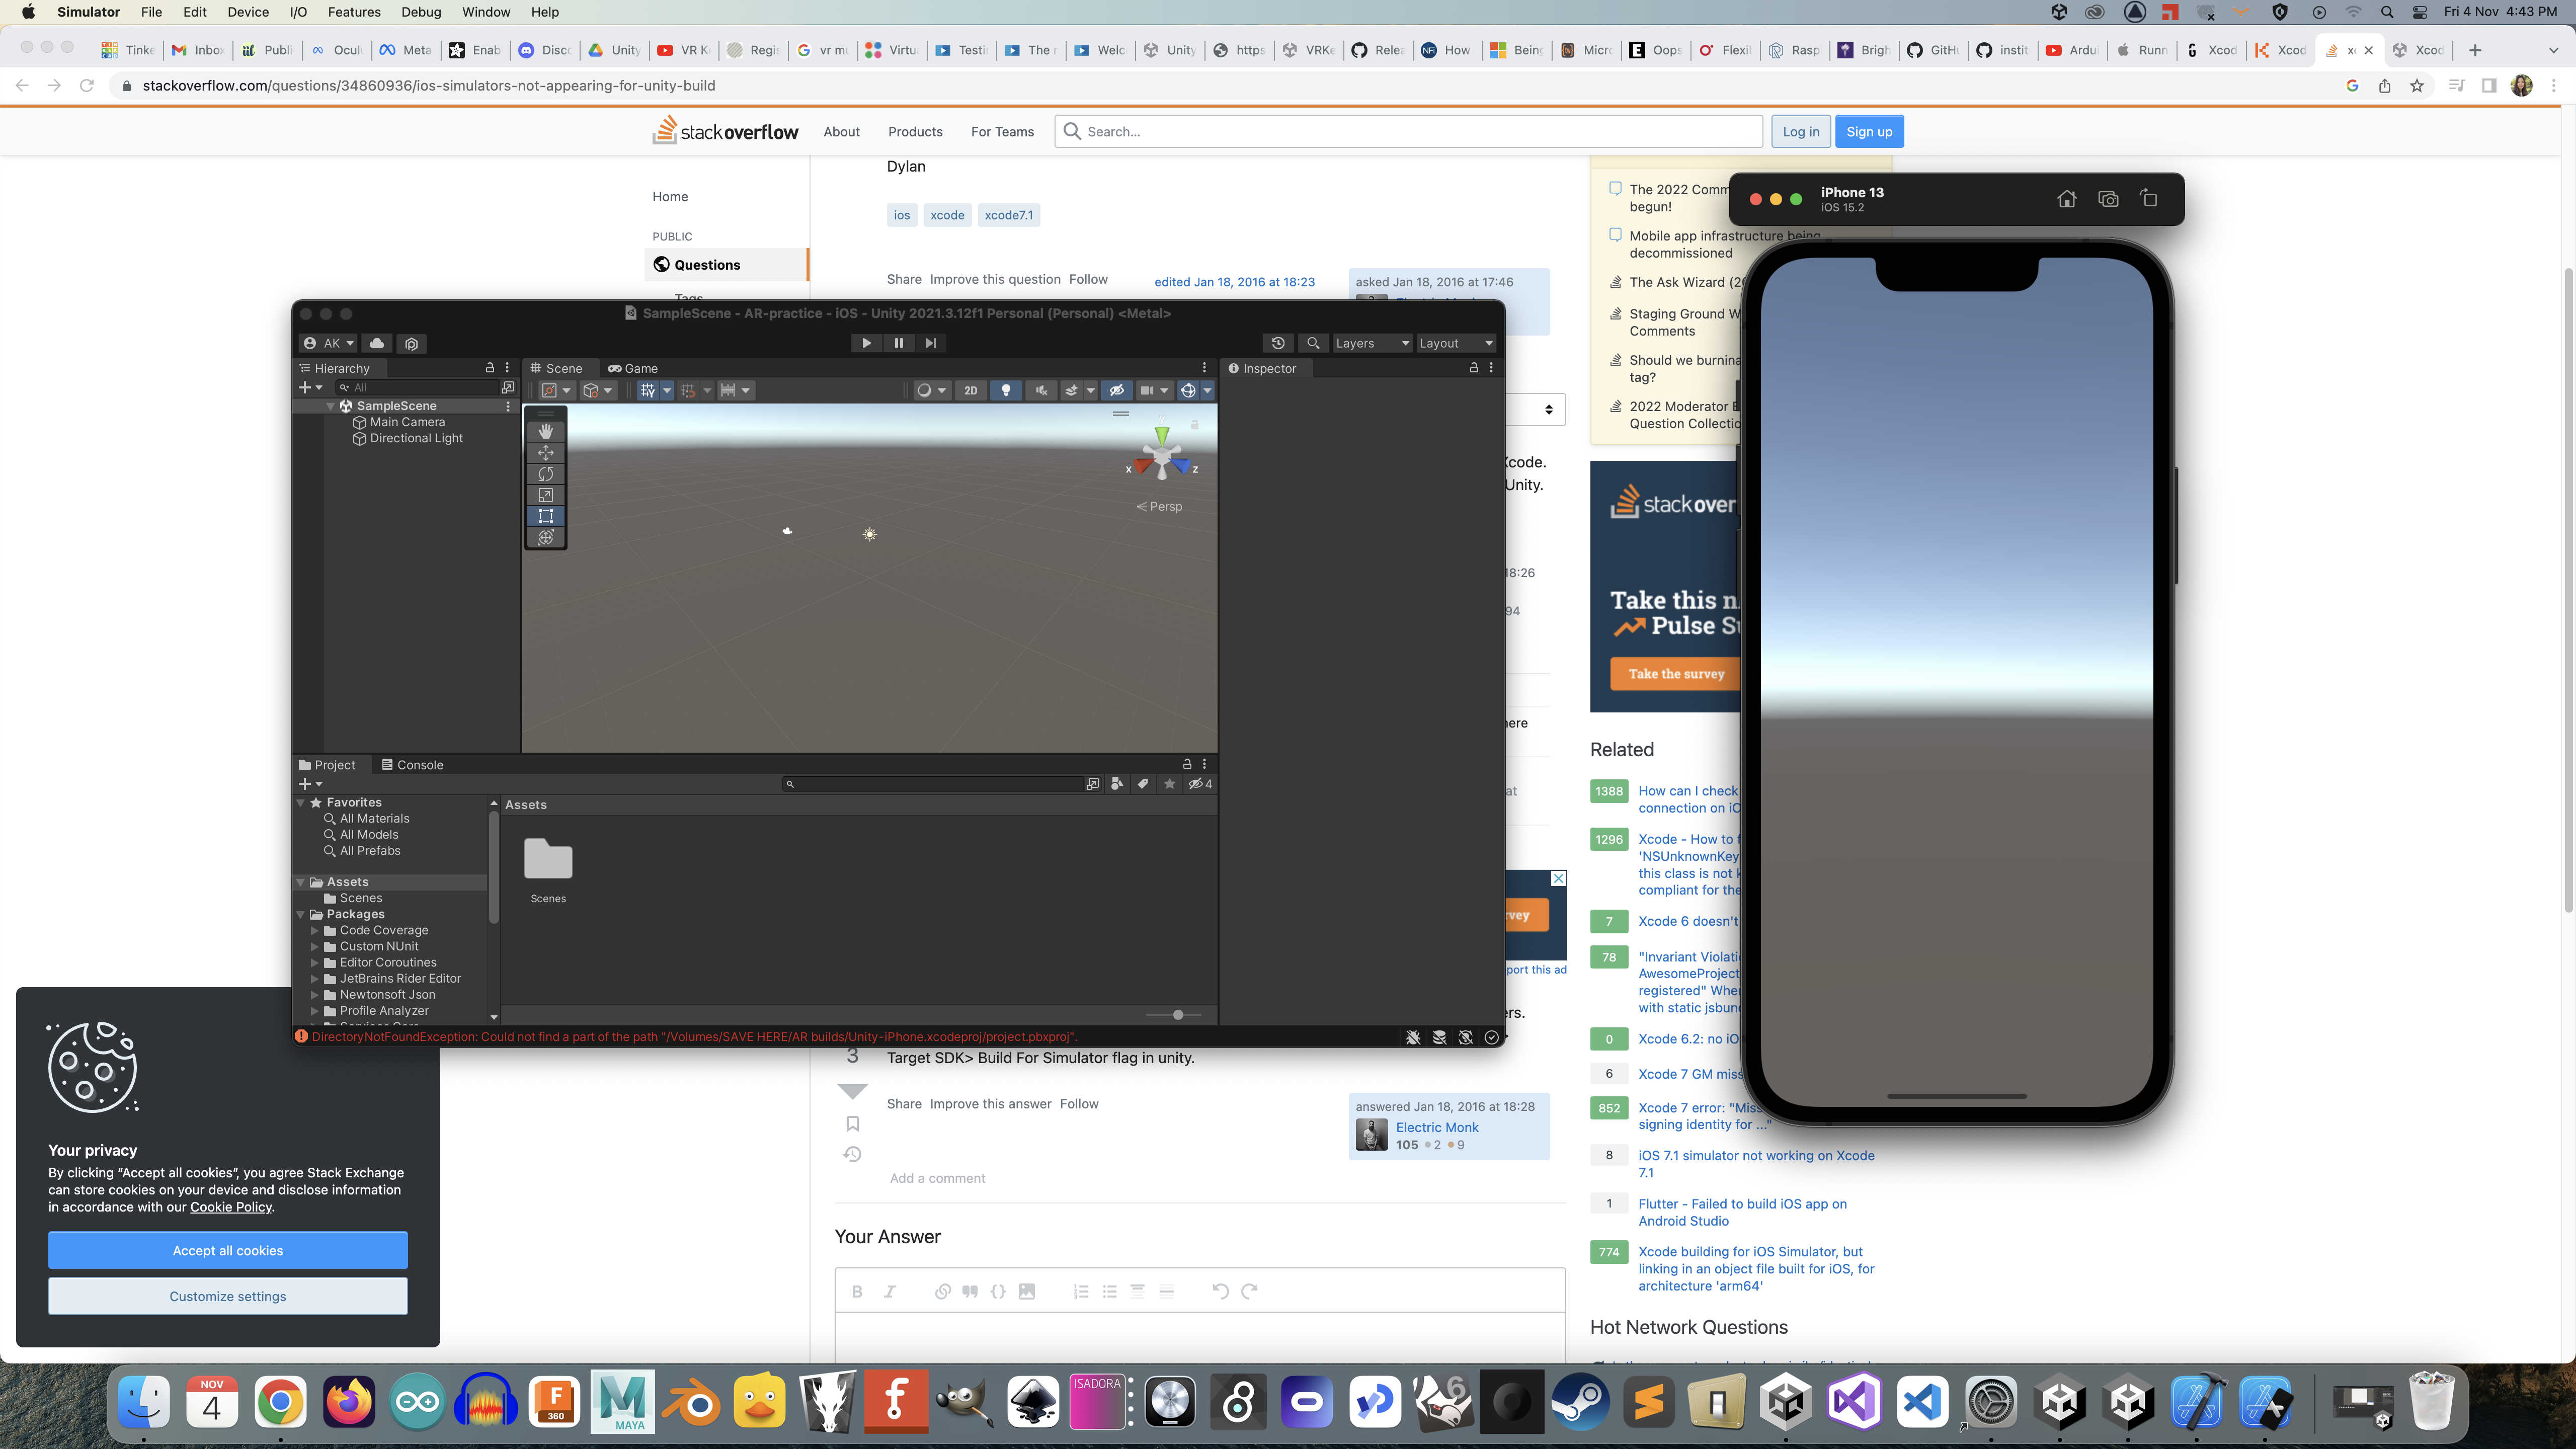 Simulator File Edit Device I/O Features Debug Window Help
Fri 4 Nov 4:43 PM
Tinke Inbo Publi Ocul Meta Enab Disc Unity VR K Regis vr mu Virtu Testi The r Welc Unity https VRKe Relea How Being Micro Oops Flexil Rasp Brigh GitHu instit Ardu Runn Xcod Xcod xc Xcod
stackoverflow.com/questions/34860936/ios-simulators-not-appearing-for-unity-build
stackoverflow
About Products For Teams
Search...
Log in Sign up
Home
PUBLIC
Questions
Tags
Dylan
ios xcode xcode7.1
Share Improve this question Follow
edited Jan 18, 2016 at 18:23
asked Jan 18, 2016 at 17:46
Xcode.
Unity.
18:26
94
here
at
rvey
port this ad
ers.
Target SDK> Build For Simulator flag in unity.
3
Share Improve this answer Follow
answered Jan 18, 2016 at 18:28
Electric Monk
105 2 9
Add a comment
Your Answer
B I
The 2022 Comm
begun!
Mobile app infrastructure being
decommissioned
The Ask Wizard (20
Staging Ground W
Comments
Should we burnina
tag?
2022 Moderator E
Question Collectio
stackover
Take this n
Pulse Su
Take the survey
Related
1388 How can I check
connection on iO
1296 Xcode - How to f
'NSUnknownKey
this class is not k
compliant for the
7 Xcode 6 doesn't
78 "Invariant Violati
AwesomeProject
registered" Whe
with static jsbund
0 Xcode 6.2: no iO
6 Xcode 7 GM miss
852 Xcode 7 error: "Miss
signing identity for ..."
8 iOS 7.1 simulator not working on Xcode
7.1
1 Flutter - Failed to build iOS app on
Android Studio
774 Xcode building for iOS Simulator, but
linking in an object file built for iOS, for
architecture 'arm64'
Hot Network Questions
iPhone 13
iOS 15.2
SampleScene - AR-practice - iOS - Unity 2021.3.12f1 Personal (Personal) <Metal>
AK
Layers Layout
Hierarchy
All
SampleScene
Main Camera
Directional Light
Scene Game
2D
x z
Persp
Inspector
Project Console
4
Favorites
All Materials
All Models
All Prefabs
Assets
Scenes
Packages
Code Coverage
Custom NUnit
Editor Coroutines
JetBrains Rider Editor
Newtonsoft Json
Profile Analyzer
Assets
Scenes
DirectoryNotFoundException: Could not find a part of the path "/Volumes/SAVE HERE/AR builds/Unity-iPhone.xcodeproj/project.pbxproj".
Your privacy
By clicking “Accept all cookies”, you agree Stack Exchange
can store cookies on your device and disclose information
in accordance with our Cookie Policy.
Accept all cookies
Customize settings
NOV
4
F
360
M
MAYA
ISADORA
6